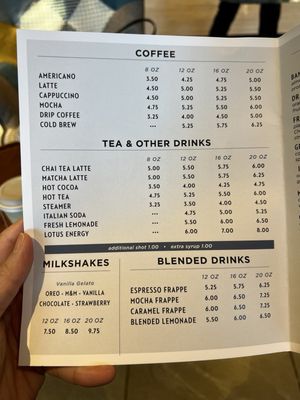 COFFEE
8 OZ 12 OZ 16 OZ 20 OZ
AMERICANO 3.50 4.25 4.75 5.00
LATTE 4.50 5.00 5.25 5.50
CAPPUCCINO 4.50 5.00 5.25 5.50
MOCHA 4.75 5.25 5.50 6.00
DRIP COFFEE 3.25 4.00 4.50 5.00
COLD BREW --- 5.25 5.75 6.25
TEA & OTHER DRINKS
8 OZ 12 OZ 16 OZ 20 OZ
CHAI TEA LATTE 5.00 5.50 5.75 6.00
MATCHA LATTE 5.00 5.50 5.75 6.25
HOT COCOA 3.50 4.00 4.25 4.75
HOT TEA 4.75 5.25 5.50 6.00
STEAMER 3.25 3.50 4.00 4.50
ITALIAN SODA --- 4.75 5.00 5.25
FRESH LEMONADE --- 5.50 6.00 6.50
LOTUS ENERGY --- 6.00 7.00 8.00
additional shot 1.00 • extra syrup 1.00
MILKSHAKES
Vanilla Gelato
OREO - M&M - VANILLA
CHOCOLATE - STRAWBERRY
12 OZ 16 OZ 20 OZ
7.50 8.50 9.75
BLENDED DRINKS
12 OZ 16 OZ 20 OZ
ESPRESSO FRAPPE 5.25 5.75 6.25
MOCHA FRAPPE 6.00 6.50 7.25
CARAMEL FRAPPE 6.00 6.50 7.25
BLENDED LEMONADE 5.50 6.00 6.50